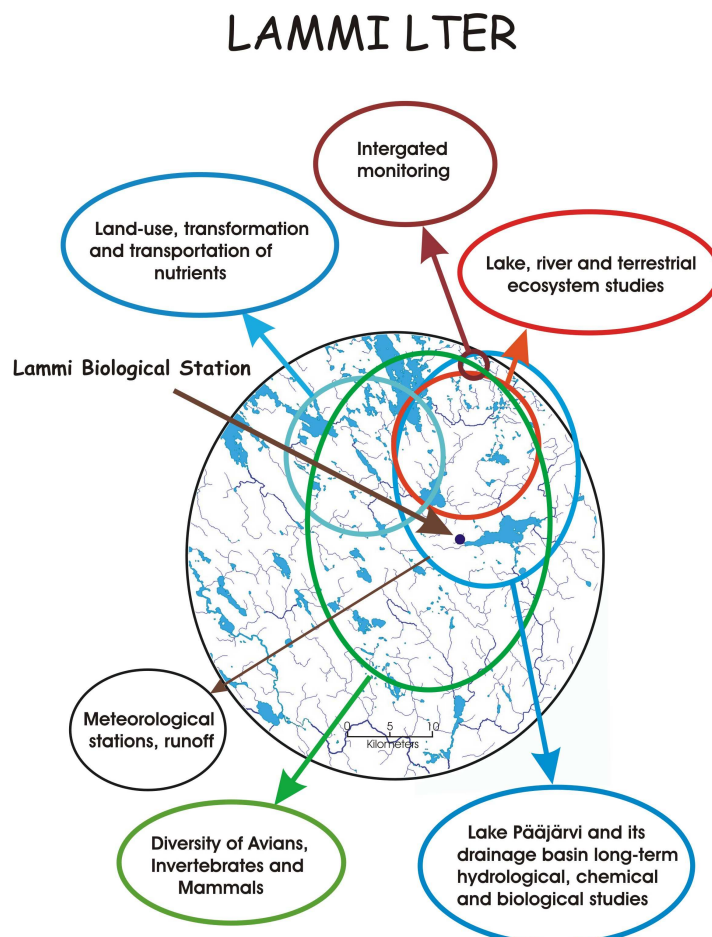 LAMMI LTER
Intergated
monitoring
Land-use, transformation
and transportation of
nutrients
Lake, river and terrestrial
ecosystem studies
Lammi Biological Station
Meteorological
stations, runoff
0 5 10
Kilometers
Diversity of Avians,
Invertebrates and
Mammals
Lake Pääjärvi and its
drainage basin long-term
hydrological, chemical
and biological studies